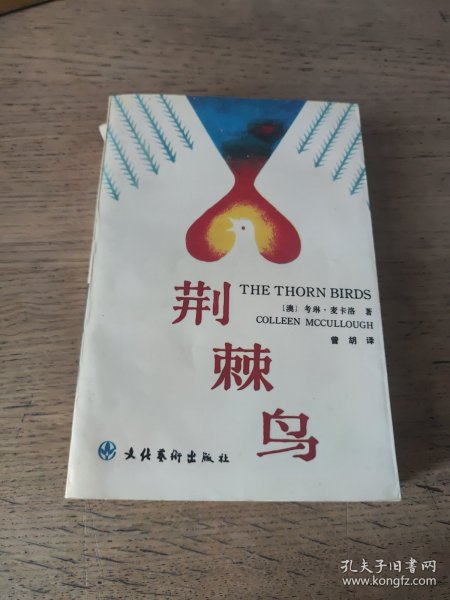 THE THORN BIRDS
[澳] 考琳·麦卡洛 著
COLLEEN MCCULLOUGH
曾胡 译
荆
棘
鸟
文化艺術出版社
孔夫子旧书网
www.kongfz.com